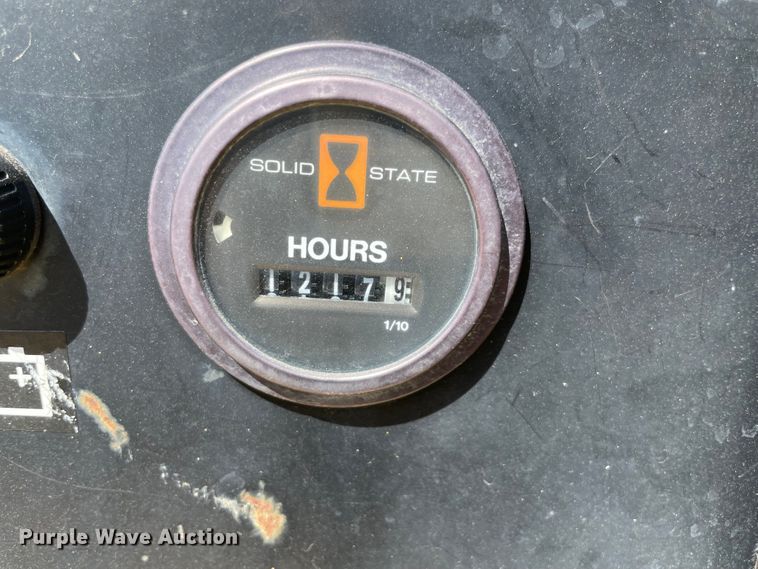 SOLID STATE
HOURS
1 2 1 7 9
1/10
+
Purple Wave Auction